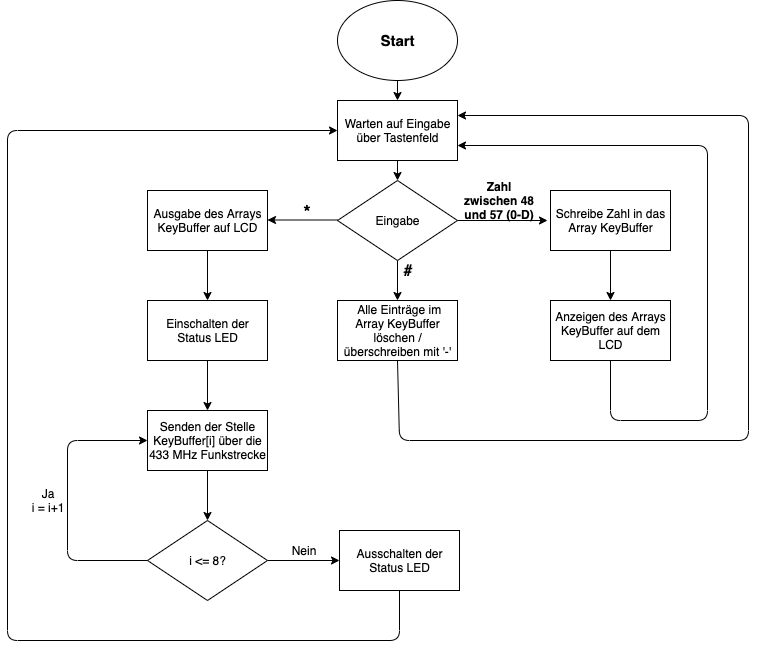 Start
Warten auf Eingabe
über Tastenfeld
Eingabe
*
#
Zahl
zwischen 48
und 57 (0-D)
Ausgabe des Arrays
KeyBuffer auf LCD
Schreibe Zahl in das
Array KeyBuffer
Einschalten der
Status LED
Alle Einträge im
Array KeyBuffer
löschen /
überschreiben mit '-'
Anzeigen des Arrays
KeyBuffer auf dem
LCD
Senden der Stelle
KeyBuffer[i] über die
433 MHz Funkstrecke
Ja
i = i+1
i <= 8?
Nein
Ausschalten der
Status LED